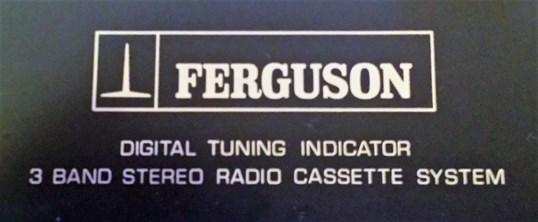 FERGUSON
DIGITAL TUNING INDICATOR
3 BAND STEREO RADIO CASSETTE SYSTEM